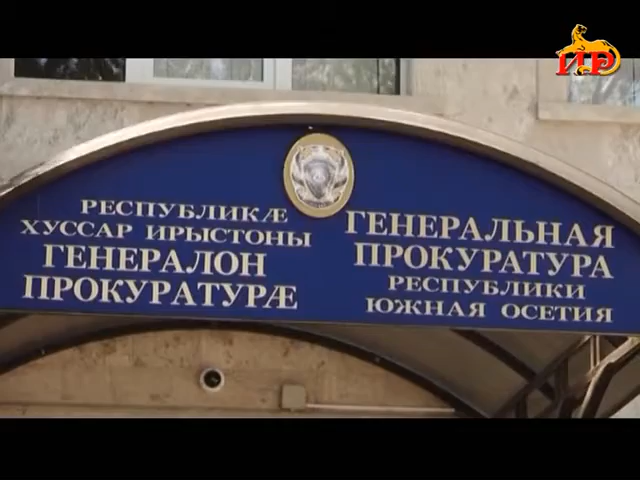 ИР
РЕСПУБЛИКÆ
ХУССАР ИРЫСТОНЫ
ГЕНЕРАЛОН
ПРОКУРАТУРÆ
ГЕНЕРАЛЬНАЯ
ПРОКУРАТУРА
РЕСПУБЛИКИ
ЮЖНАЯ ОСЕТИЯ